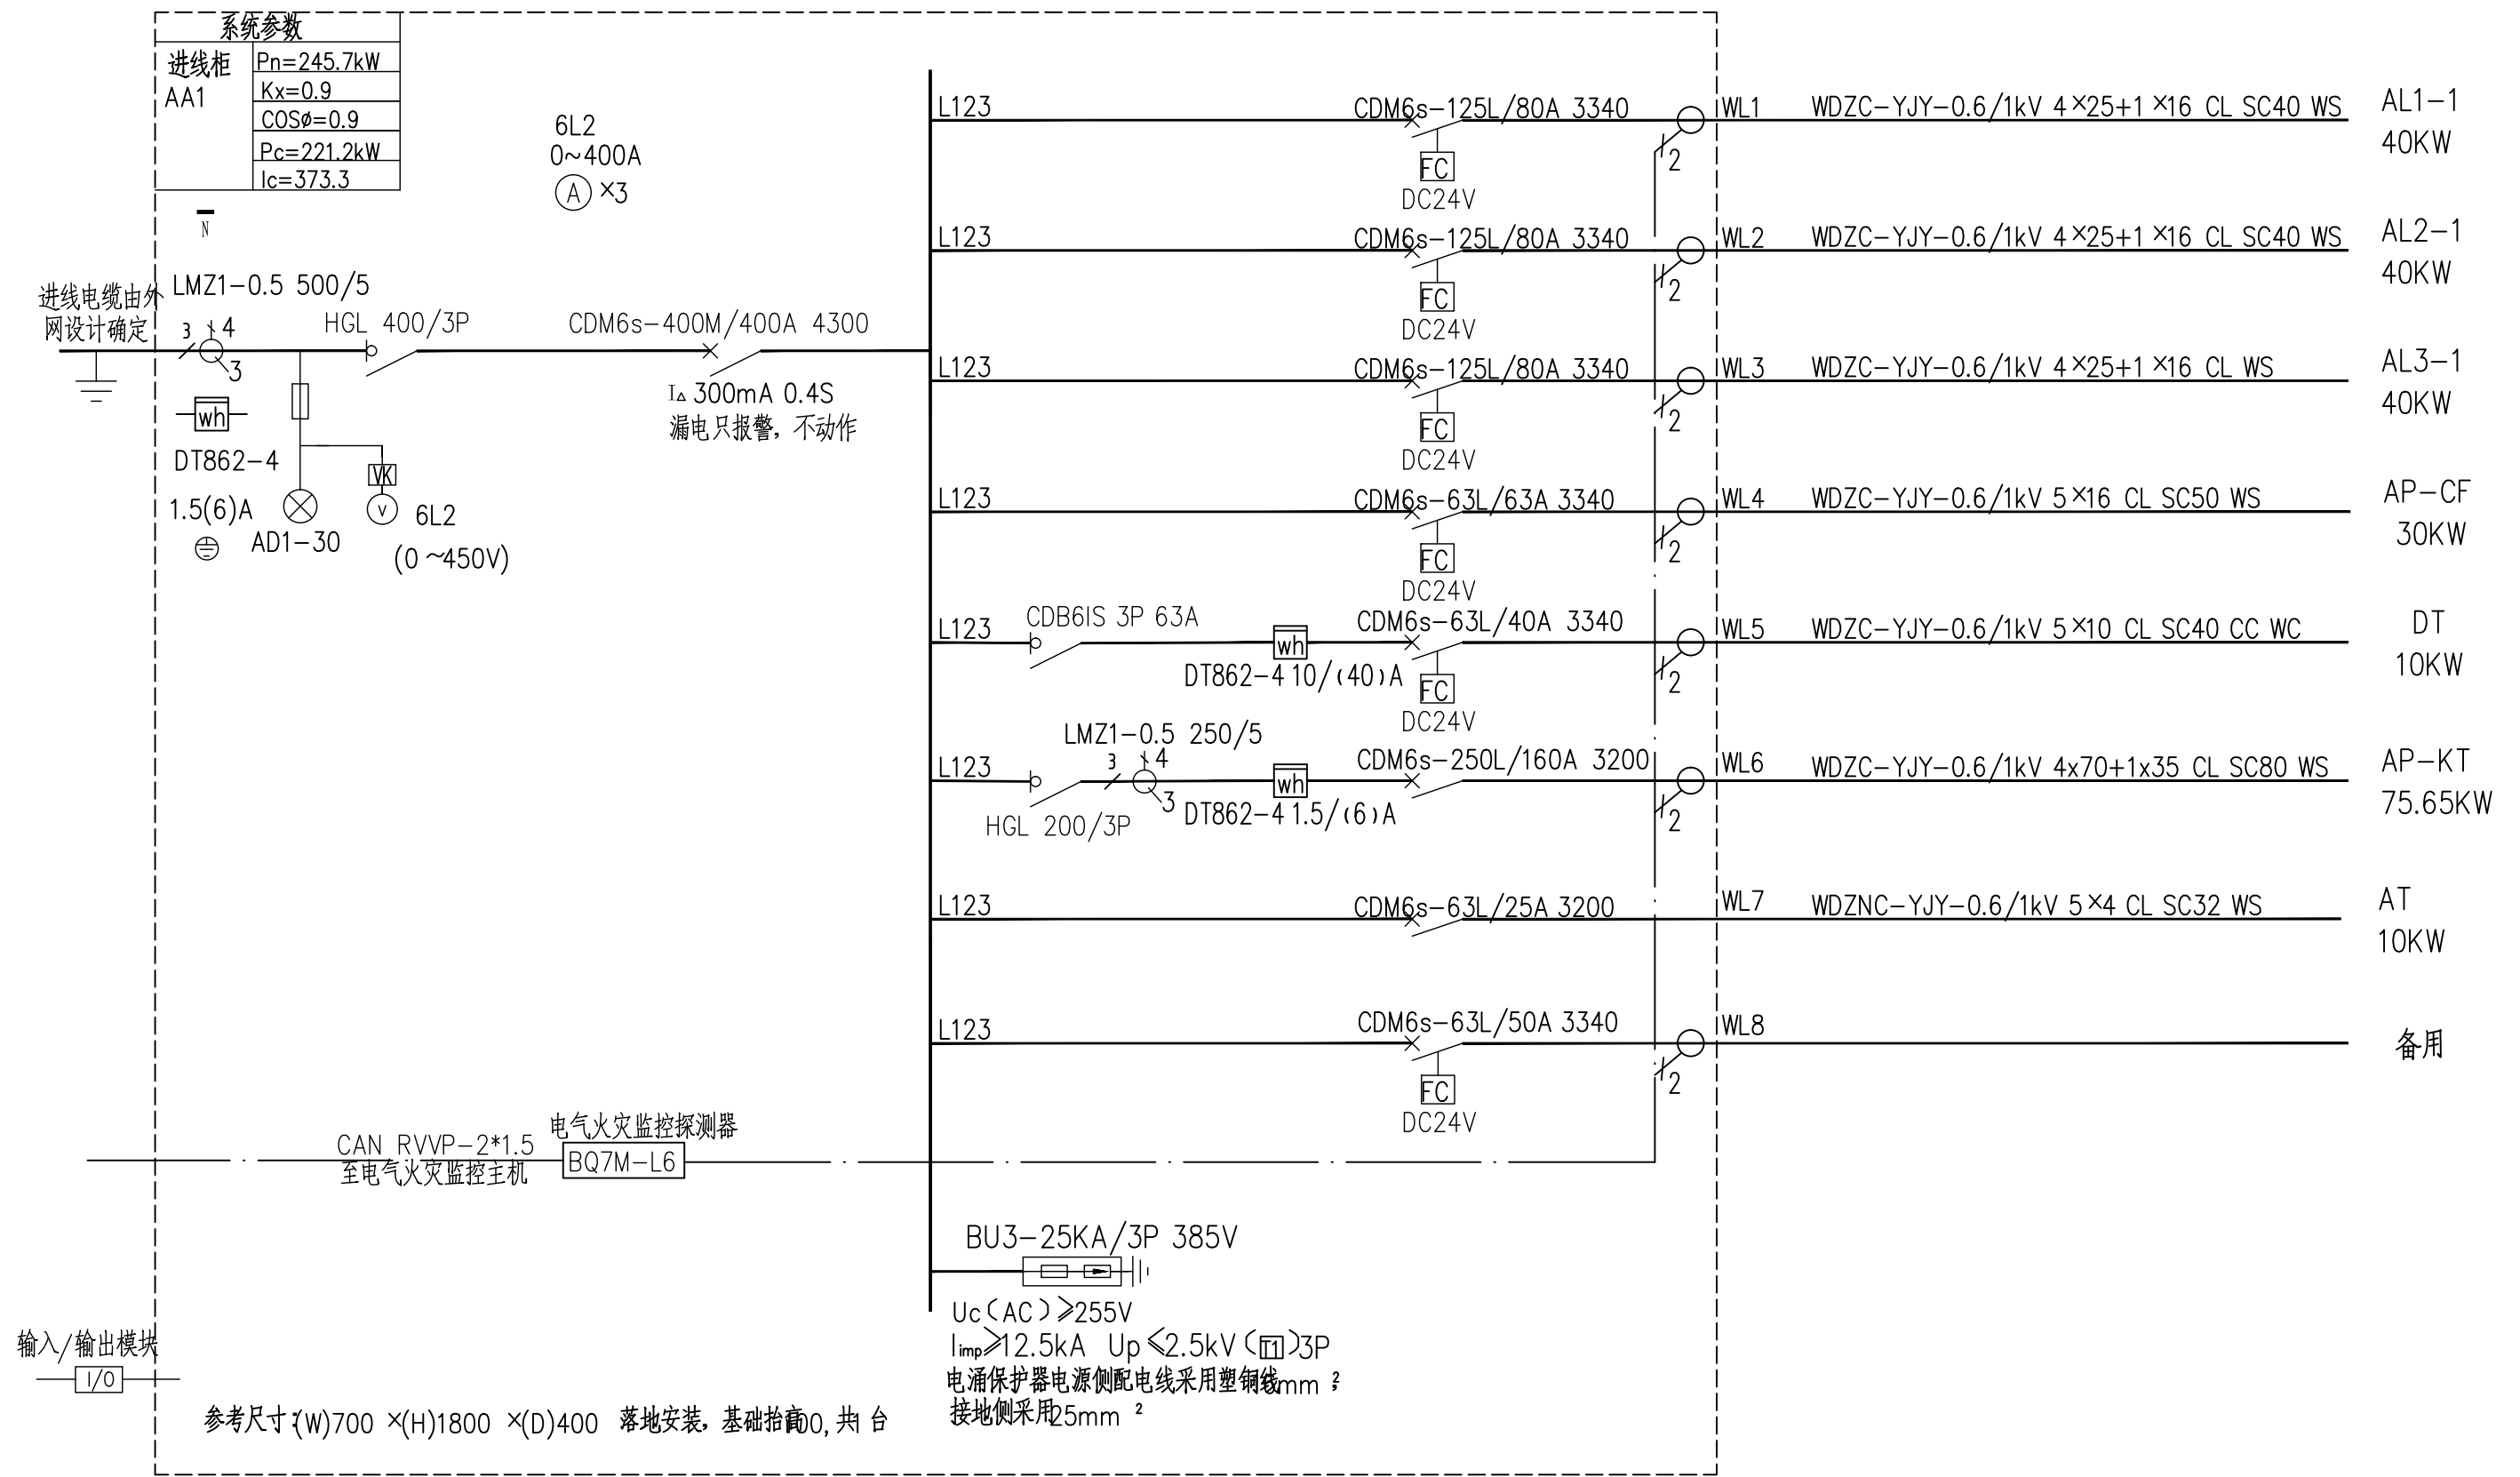 系统参数
进线柜
AA1
Pn=245.7kW
Kx=0.9
COSø=0.9
Pc=221.2kW
Ic=373.3
N
6L2
0~400A
A ×3
进线电缆由外
网设计确定
LMZ1-0.5 500/5
3
4
3
HGL 400/3P
CDM6s-400M/400A 4300
I△ 300mA 0.4S
漏电只报警，不动作
wh
DT862-4
1.5(6)A
AD1-30
VK
V
6L2
(0 ~450V)
L123
CDM6s-125L/80A 3340
FC
DC24V
2
WL1
WDZC-YJY-0.6/1kV 4×25+1×16 CL SC40 WS
AL1-1
40KW
L123
CDM6s-125L/80A 3340
FC
DC24V
2
WL2
WDZC-YJY-0.6/1kV 4×25+1×16 CL SC40 WS
AL2-1
40KW
L123
CDM6s-125L/80A 3340
FC
DC24V
2
WL3
WDZC-YJY-0.6/1kV 4×25+1×16 CL WS
AL3-1
40KW
L123
CDM6s-63L/63A 3340
FC
DC24V
2
WL4
WDZC-YJY-0.6/1kV 5×16 CL SC50 WS
AP-CF
30KW
L123
CDB6IS 3P 63A
wh
DT862-4 10/(40)A
CDM6s-63L/40A 3340
FC
DC24V
2
WL5
WDZC-YJY-0.6/1kV 5×10 CL SC40 CC WC
DT
10KW
L123
LMZ1-0.5 250/5
3
4
3
HGL 200/3P
wh
DT862-4 1.5/(6)A
CDM6s-250L/160A 3200
2
WL6
WDZC-YJY-0.6/1kV 4x70+1x35 CL SC80 WS
AP-KT
75.65KW
L123
CDM6s-63L/25A 3200
WL7
WDZNC-YJY-0.6/1kV 5×4 CL SC32 WS
AT
10KW
L123
CDM6s-63L/50A 3340
FC
DC24V
2
WL8
备用
CAN RVVP-2*1.5
至电气火灾监控主机
电气火灾监控探测器
BQ7M-L6
BU3-25KA/3P 385V
Uc(AC)≥255V
Iimp≥12.5kA Up≤2.5kV(T1)3P
电涌保护器电源侧配电线采用塑铜线16mm²，
接地侧采用25mm²
输入/输出模块
I/O
参考尺寸:(W)700 ×(H)1800 ×(D)400 落地安装，基础抬高100，共1台